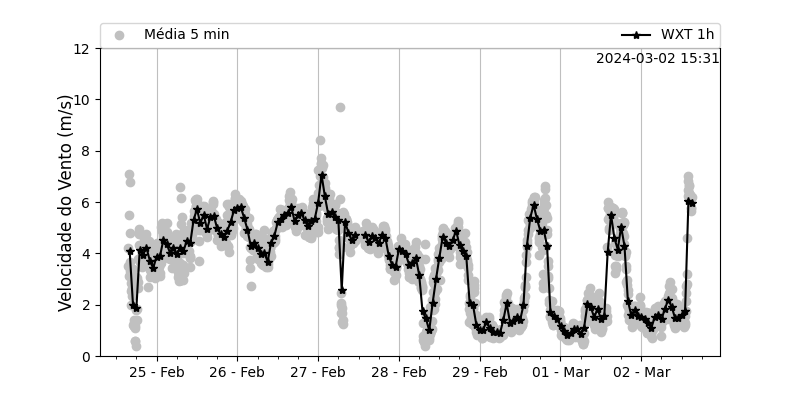 Média 5 min
WXT 1h
2024-03-02 15:31
Velocidade do Vento (m/s)
12
10
8
6
4
2
0
25 - Feb
26 - Feb
27 - Feb
28 - Feb
29 - Feb
01 - Mar
02 - Mar